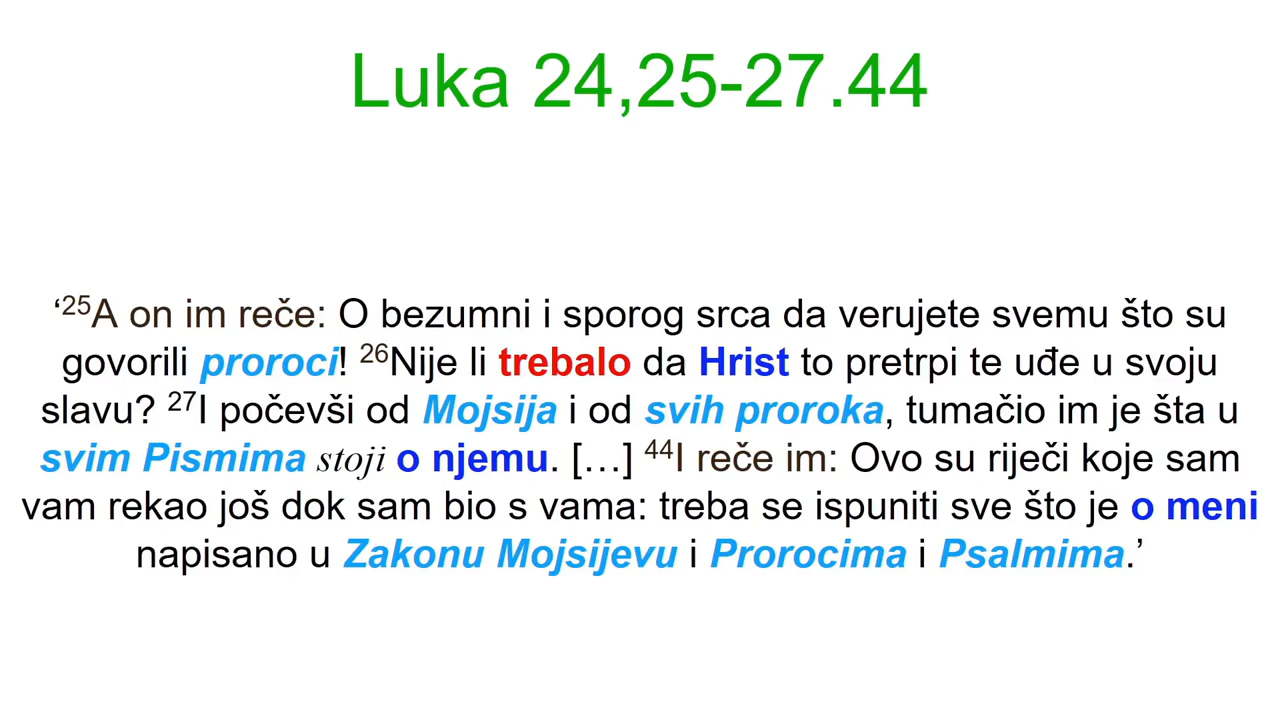 Luka 24,25-27.44
‘²⁵A on im reče: O bezumni i sporog srca da verujete svemu što su
govorili proroci! ²⁶Nije li trebalo da Hrist to pretrpi te uđe u svoju
slavu? ²⁷I počevši od Mojsija i od svih proroka, tumačio im je šta u
svim Pismima stoji o njemu. […] ⁴⁴I reče im: Ovo su riječi koje sam
vam rekao još dok sam bio s vama: treba se ispuniti sve što je o meni
napisano u Zakonu Mojsijevu i Prorocima i Psalmima.’